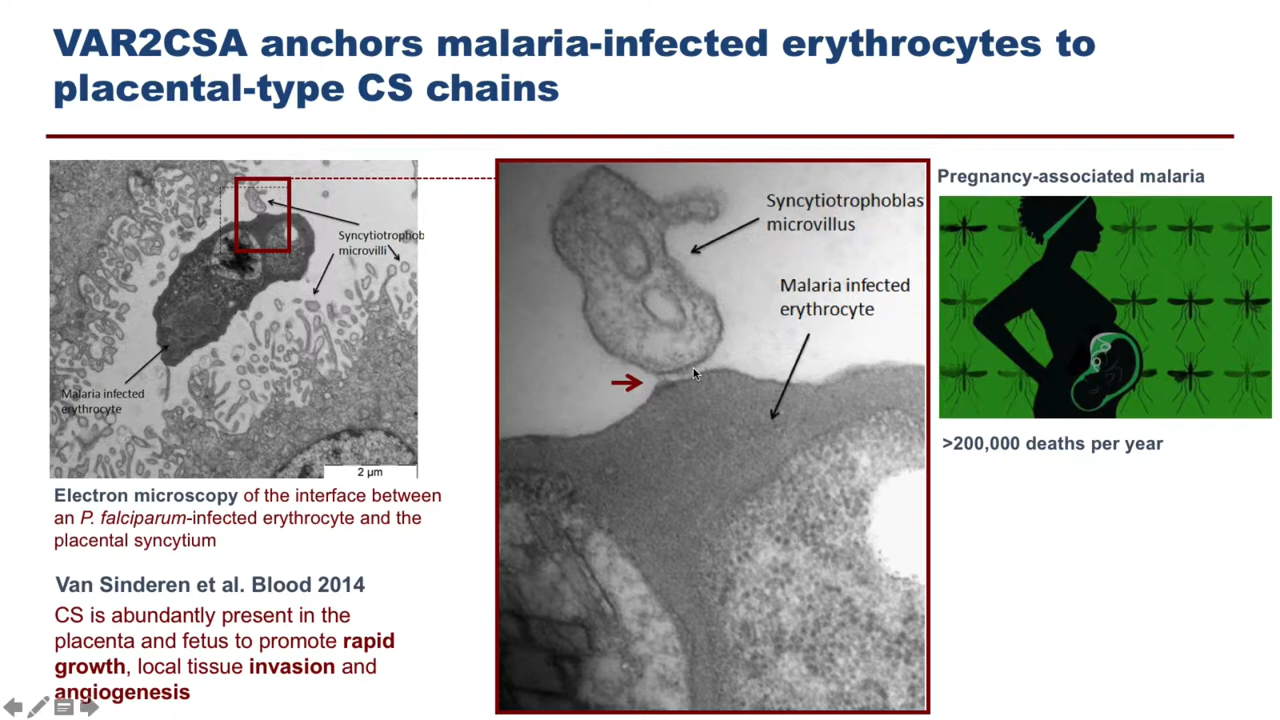 VAR2CSA anchors malaria-infected erythrocytes to
placental-type CS chains
Syncytiotrophob
microvilli
Malaria infected
erythrocyte
2 µm
Electron microscopy of the interface between
an P. falciparum-infected erythrocyte and the
placental syncytium
Van Sinderen et al. Blood 2014
CS is abundantly present in the
placenta and fetus to promote rapid
growth, local tissue invasion and
angiogenesis
Syncytiotrophoblas
microvillus
Malaria infected
erythrocyte
Pregnancy-associated malaria
>200,000 deaths per year